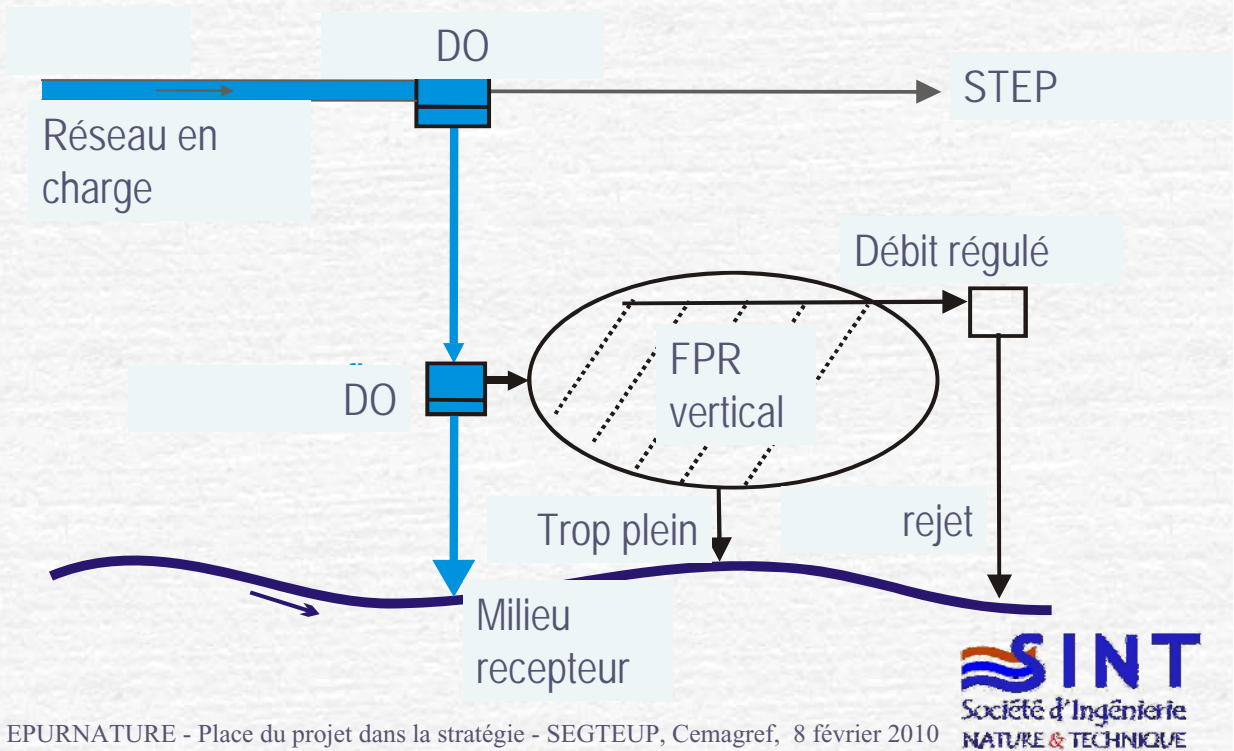 DO
STEP
Réseau en
charge
Débit régulé
FPR
vertical
DO
Trop plein
rejet
Milieu
recepteur
SINT
Société d'Ingénierie
NATURE & TECHNIQUE
EPURNATURE - Place du projet dans la stratégie - SEGTEUP, Cemagref, 8 février 2010